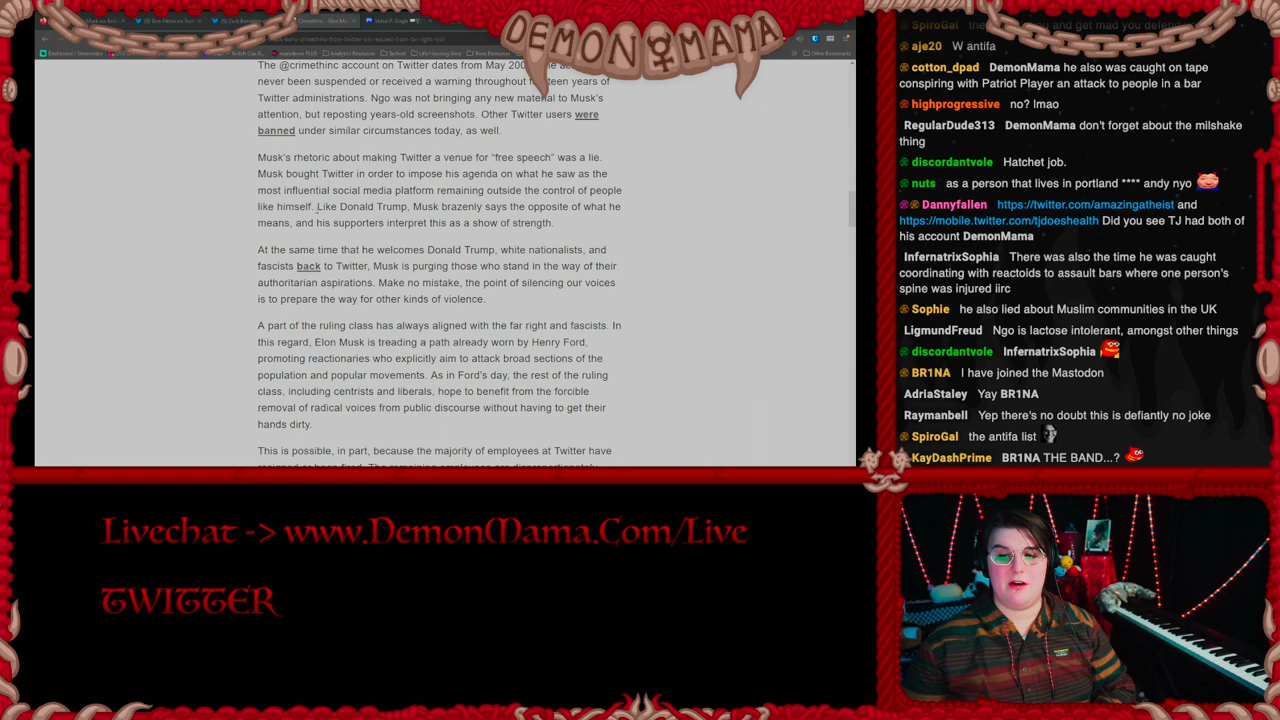 DEMON MAMA
The @crimethinc account on Twitter dates from May 200
never been suspended or received a warning throughout fifteen years of
Twitter administrations. Ngo was not bringing any new material to Musk's
attention, but reposting years-old screenshots. Other Twitter users were
banned under similar circumstances today, as well.
Musk's rhetoric about making Twitter a venue for "free speech" was a lie.
Musk bought Twitter in order to impose his agenda on what he saw as the
most influential social media platform remaining outside the control of people
like himself. Like Donald Trump, Musk brazenly says the opposite of what he
means, and his supporters interpret this as a show of strength.
At the same time that he welcomes Donald Trump, white nationalists, and
fascists back to Twitter, Musk is purging those who stand in the way of their
authoritarian aspirations. Make no mistake, the point of silencing our voices
is to prepare the way for other kinds of violence.
A part of the ruling class has always aligned with the far right and fascists. In
this regard, Elon Musk is treading a path already worn by Henry Ford,
promoting reactionaries who explicitly aim to attack broad sections of the
population and popular movements. As in Ford's day, the rest of the ruling
class, including centrists and liberals, hope to benefit from the forcible
removal of radical voices from public discourse without having to get their
hands dirty.
This is possible, in part, because the majority of employees at Twitter have
SpiroGal and get mad you defen
aje20 W antifa
cotton_dpad DemonMama he also was caught on tape
conspiring with Patriot Player an attack to people in a bar
highprogressive no? lmao
RegularDude313 DemonMama don't forget about the milshake
thing
discordantvole Hatchet job.
nuts as a person that lives in portland **** andy nyo
Dannyfallen https://twitter.com/amazingatheist and
https://mobile.twitter.com/tjdoeshealth Did you see TJ had both of
his account DemonMama
InfernatrixSophia There was also the time he was caught
coordinating with reactoids to assault bars where one person's
spine was injured iirc
Sophie he also lied about Muslim communities in the UK
LigmundFreud Ngo is lactose intolerant, amongst other things
discordantvole InfernatrixSophia
BR1NA I have joined the Mastodon
AdriaStaley Yay BR1NA
Raymanbell Yep there's no doubt this is defiantly no joke
SpiroGal the antifa list
KayDashPrime BR1NA THE BAND...?
Livechat -> www.DemonMama.Com/Live
TWITTER